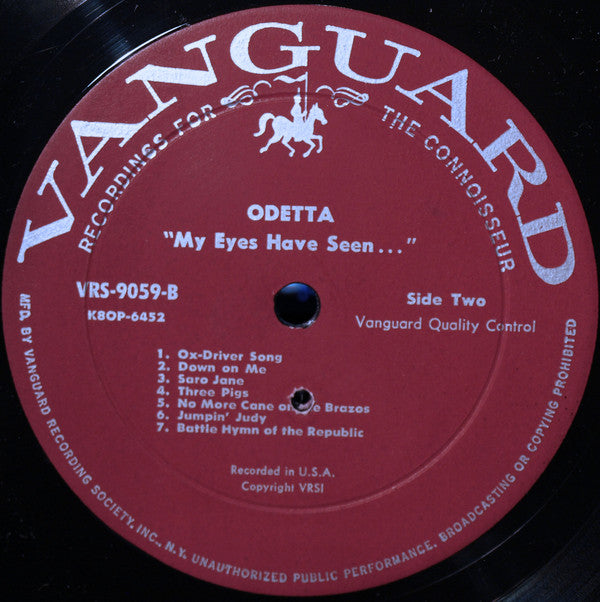 VANGUARD
RECORDINGS FOR THE CONNOISSEUR
ODETTA
"My Eyes Have Seen..."
VRS-9059-B
Side Two
K8OP-6452
Vanguard Quality Control
1. Ox-Driver Song
2. Down on Me
3. Saro Jane
4. Three Pigs
5. No More Cane on Brazos
6. Jumpin' Judy
7. Battle Hymn of the Republic
Recorded in U.S.A.
Copyright VRSI
MFD. BY VANGUARD RECORDING SOCIETY, INC., N.Y. UNAUTHORIZED PUBLIC PERFORMANCE, BROADCASTING OR COPYING PROHIBITED